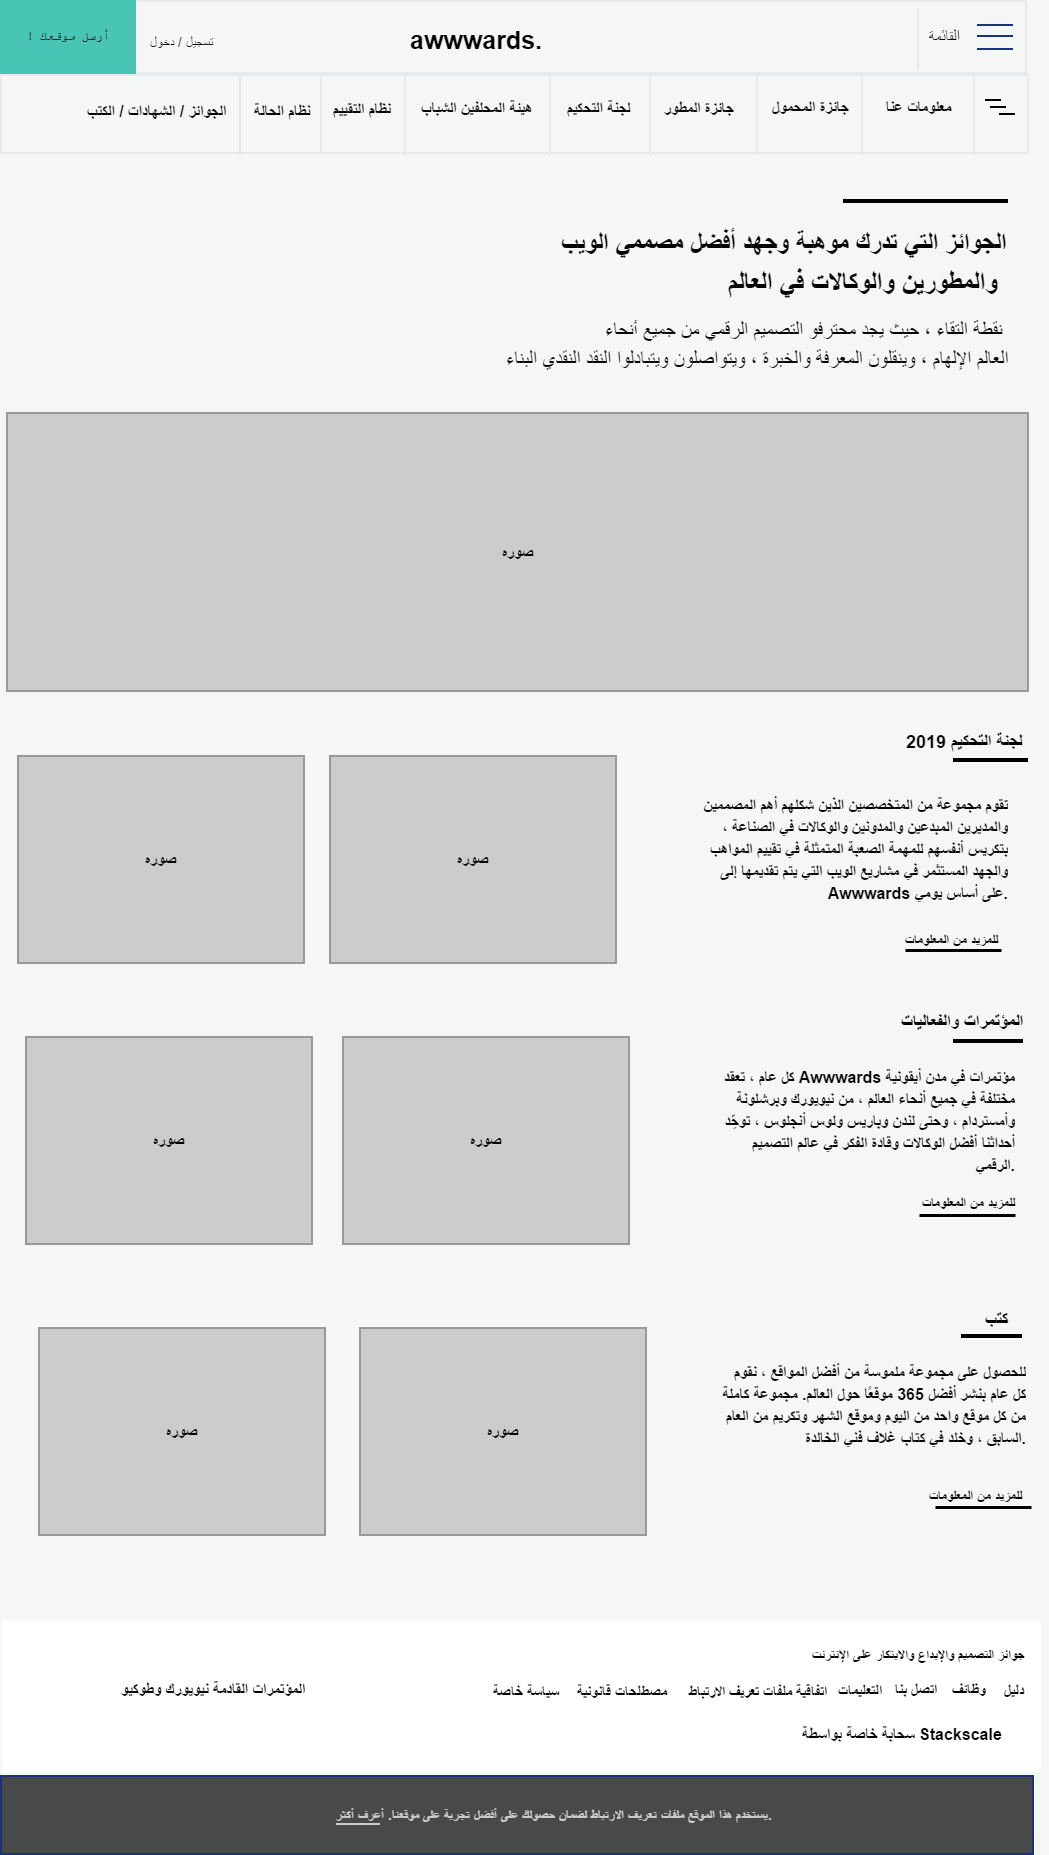 القائمة
awwwards.
تسجيل / دخول
أرسل موقعك !
معلومات عنا
جائزة المحمول
جائزة المطور
لجنة التحكيم
هيئة المحلفين الشباب
نظام التقييم
نظام الحالة
الجوائز / الشهادات / الكتب
الجوائز التي تدرك موهبة وجهد أفضل مصممي الويب
والمطورين والوكالات في العالم
نقطة التقاء ، حيث يجد محترفو التصميم الرقمي من جميع أنحاء
العالم الإلهام ، وينقلون المعرفة والخبرة ، ويتواصلون ويتبادلوا النقد النقدي البناء
صوره
لجنة التحكيم 2019
تقوم مجموعة من المتخصصين الذين شكلهم أهم المصممين
والمديرين المبدعين والمدونين والوكالات في الصناعة ،
بتكريس أنفسهم للمهمة الصعبة المتمثلة في تقييم المواهب
والجهد المستثمر في مشاريع الويب التي يتم تقديمها إلى
Awwwards على أساس يومي.
للمزيد من المعلومات
صوره
صوره
المؤتمرات والفعاليات
مؤتمرات في مدن أيقونية Awwwards كل عام ، تعقد
مختلفة في جميع أنحاء العالم ، من نيويورك وبرشلونة
وأمستردام ، وحتى لندن وباريس ولوس أنجلوس ، توحِّد
أحداثنا أفضل الوكالات وقادة الفكر في عالم التصميم
الرقمي.
للمزيد من المعلومات
صوره
صوره
كتب
للحصول على مجموعة ملموسة من أفضل المواقع ، نقوم
كل عام بنشر أفضل 365 موقعًا حول العالم. مجموعة كاملة
من كل موقع واحد من اليوم وموقع الشهر وتكريم من العام
السابق ، وخلد في كتاب غلاف فني الخالدة.
للمزيد من المعلومات
صوره
صوره
جوائز التصميم والإبداع والابتكار على الإنترنت
دليل
وظائف
اتصل بنا
التعليمات
اتفاقية ملفات تعريف الارتباط
مصطلحات قانونية
سياسة خاصة
المؤتمرات القادمة نيويورك وطوكيو
سحابة خاصة بواسطة Stackscale
يستخدم هذا الموقع ملفات تعريف الارتباط لضمان حصولك على أفضل تجربة على موقعنا. أعرف أكثر.